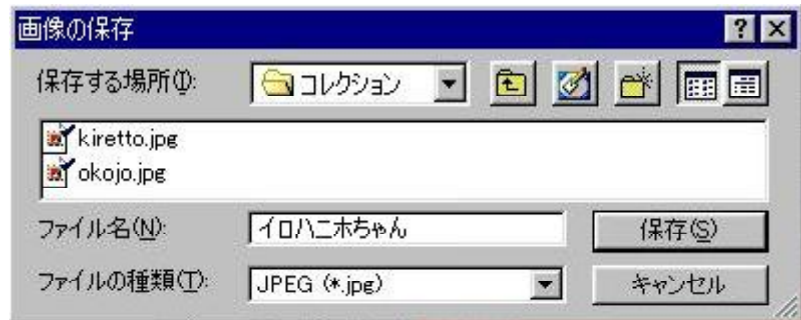 画像の保存
保存する場所(I): コレクション
kiretto.jpg
okojo.jpg
ファイル名(N): イロハニホちゃん 保存(S)
ファイルの種類(T): JPEG (*.jpg) キャンセル